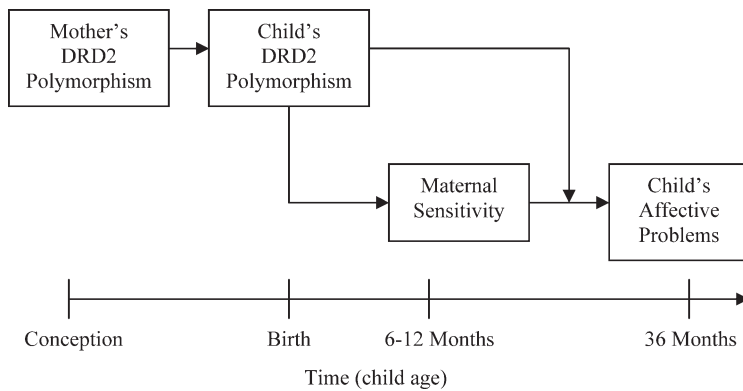 Mother's
DRD2
Polymorphism
Child's
DRD2
Polymorphism
Maternal
Sensitivity
Child's
Affective
Problems
Conception
Birth
6-12 Months
36 Months
Time (child age)